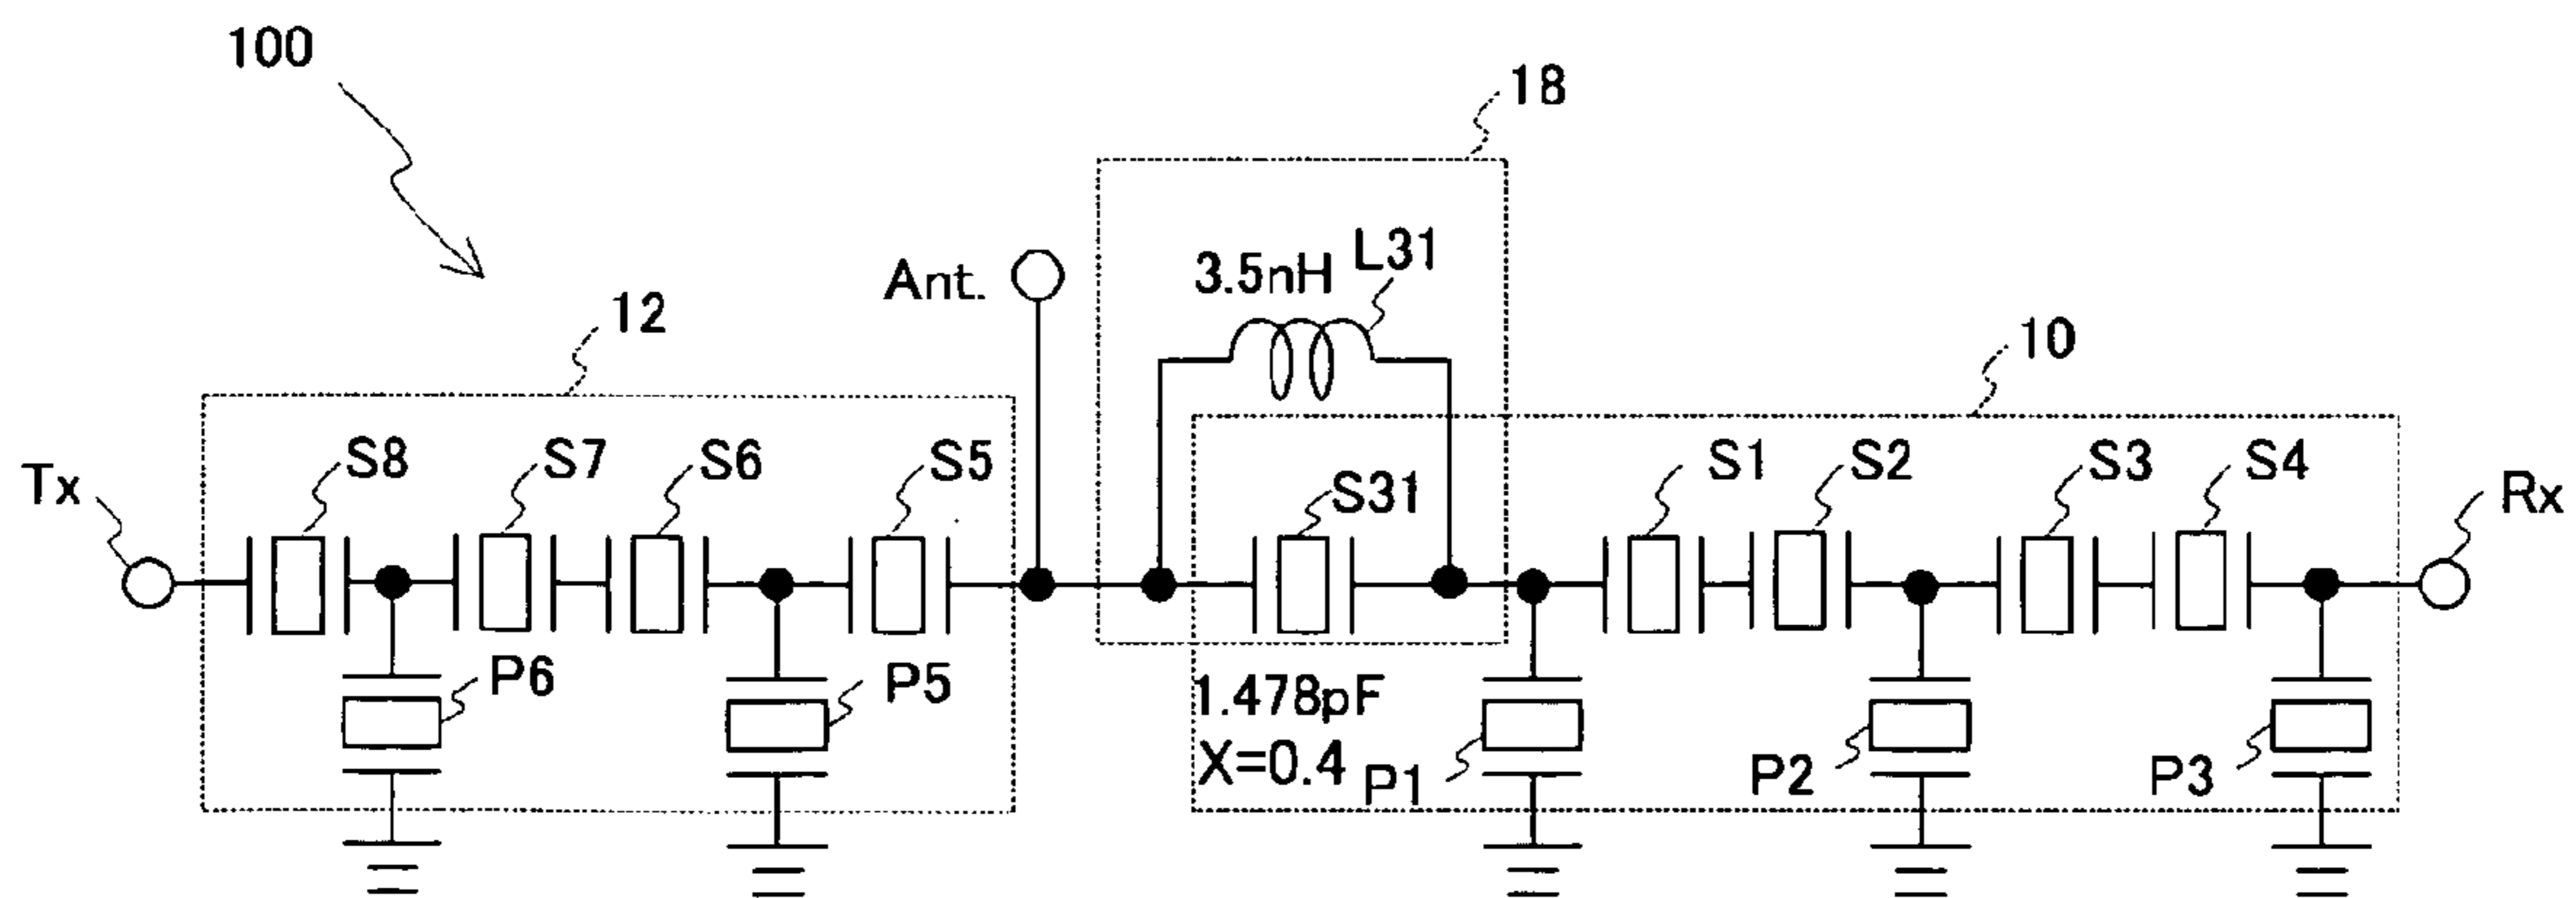 100
18
3.5nH L31
Ant.
12
10
S8 S7 S6 S5
S31
S1 S2 S3 S4
Tx
Rx
P6 P5
1.478pF
X=0.4
P1 P2 P3